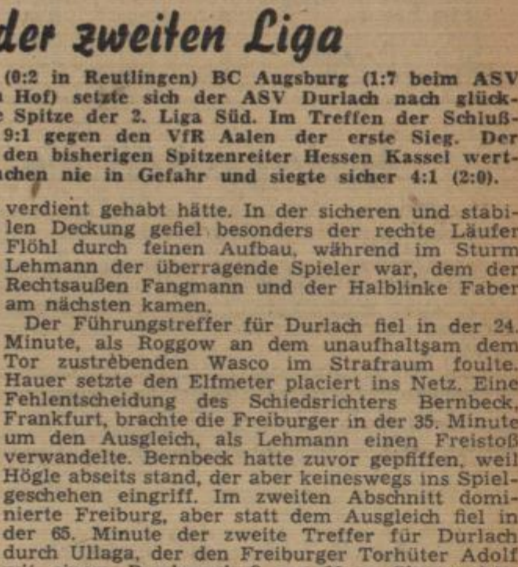 der zweiten Liga
(0:2 in Reutlingen) BC Augsburg (1:7 beim ASV
Hof) setzte sich der ASV Durlach nach glück-
Spitze der 2. Liga Süd. Im Treffen der Schluß-
9:1 gegen den VfR Aalen der erste Sieg. Der
den bisherigen Spitzenreiter Hessen Kassel wert-
chen nie in Gefahr und siegte sicher 4:1 (2:0).
verdient gehabt hätte. In der sicheren und stabi-
len Deckung gefiel besonders der rechte Läufer
Flöhl durch feinen Aufbau, während im Sturm
Lehmann der überragende Spieler war, dem der
Rechtsaußen Fangmann und der Halblinke Faber
am nächsten kamen.
Der Führungstreffer für Durlach fiel in der 24.
Minute, als Roggow an dem unaufhaltsam dem
Tor zustrebenden Wasco im Strafraum foulte.
Hauer setzte den Elfmeter placiert ins Netz. Eine
Fehlentscheidung des Schiedsrichters Bernbeck,
Frankfurt, brachte die Freiburger in der 35. Minute
um den Ausgleich, als Lehmann einen Freistoß
verwandelte. Bernbeck hatte zuvor gepfiffen, weil
Högle abseits stand, der aber keineswegs ins Spiel-
geschehen eingriff. Im zweiten Abschnitt domi-
nierte Freiburg, aber statt dem Ausgleich fiel in
der 65. Minute der zweite Treffer für Durlach
durch Ullaga, der den Freiburger Torhüter Adolf